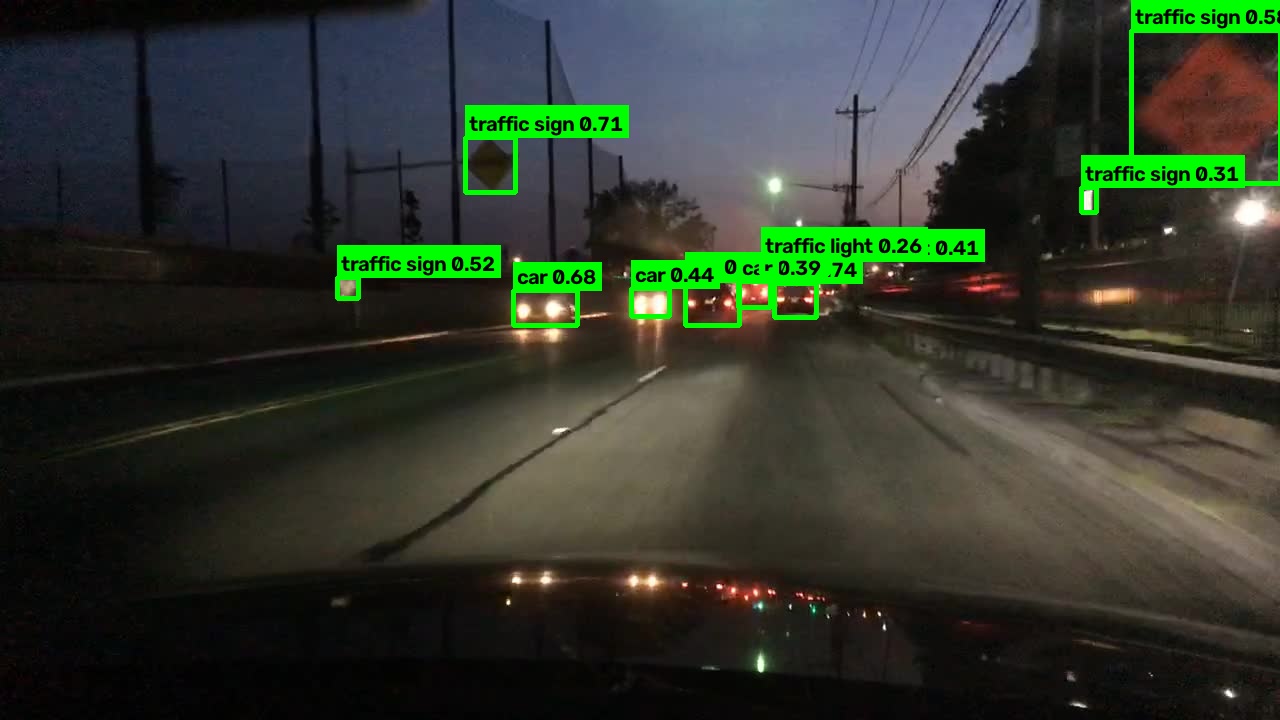 traffic sign 0.58
traffic sign 0.71
traffic sign 0.31
traffic light 0.26
: 0.41
traffic sign 0.52
car 0.68
car 0.44
0
car 0.39
.74